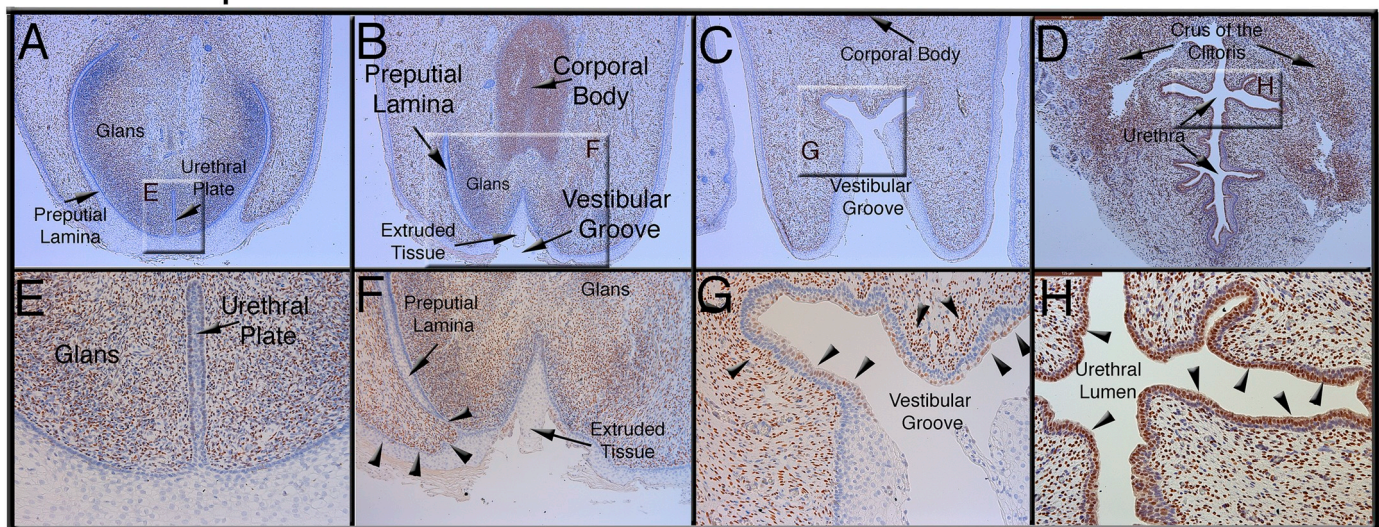 A
Glans
Urethral
Plate
E
Preputial
Lamina
B
Preputial
Lamina
Corporal
Body
F
Glans
Vestibular
Groove
Extruded
Tissue
C
Corporal Body
G
Vestibular
Groove
D
Crus of the
Clitoris
H
Urethra
E
Urethral
Plate
Glans
F
Preputial
Lamina
Glans
Extruded
Tissue
G
Vestibular
Groove
H
Urethral
Lumen